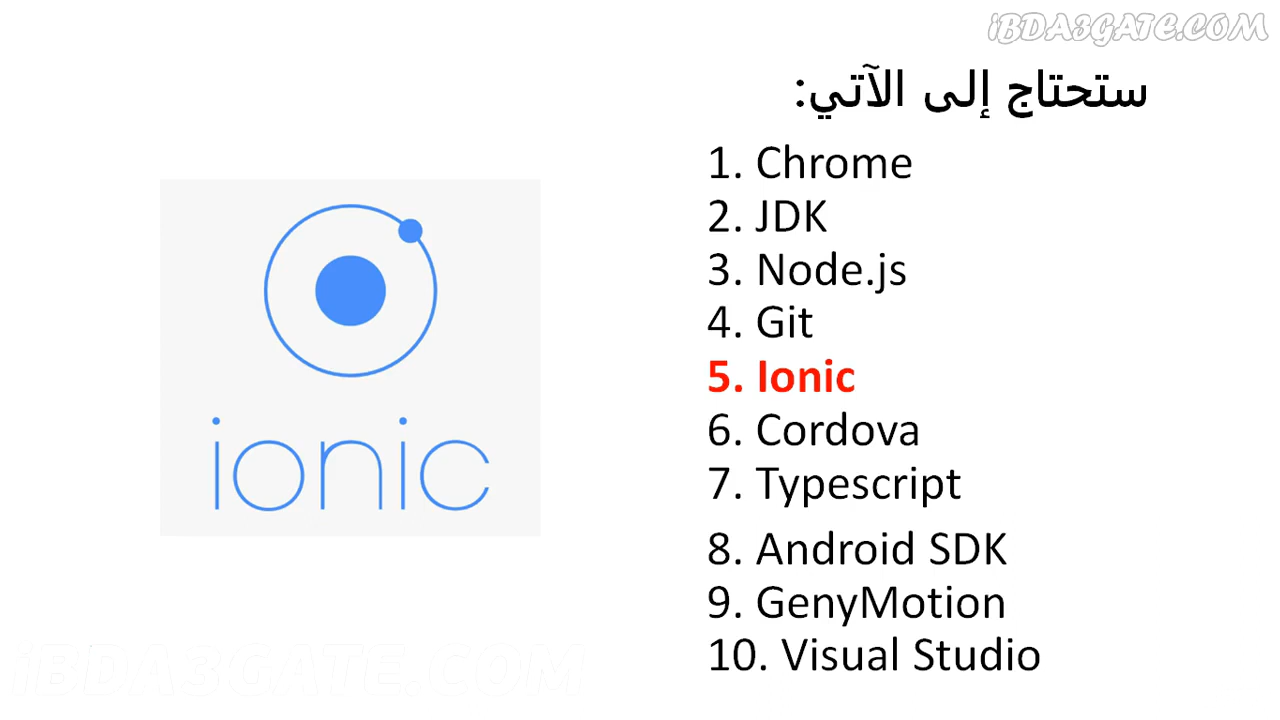 iBDA3GATE.COM
ستحتاج إلى الآتي:
1. Chrome
2. JDK
3. Node.js
4. Git
5. Ionic
6. Cordova
7. Typescript
8. Android SDK
9. GenyMotion
10. Visual Studio
ionic
iBDA3GATE.COM